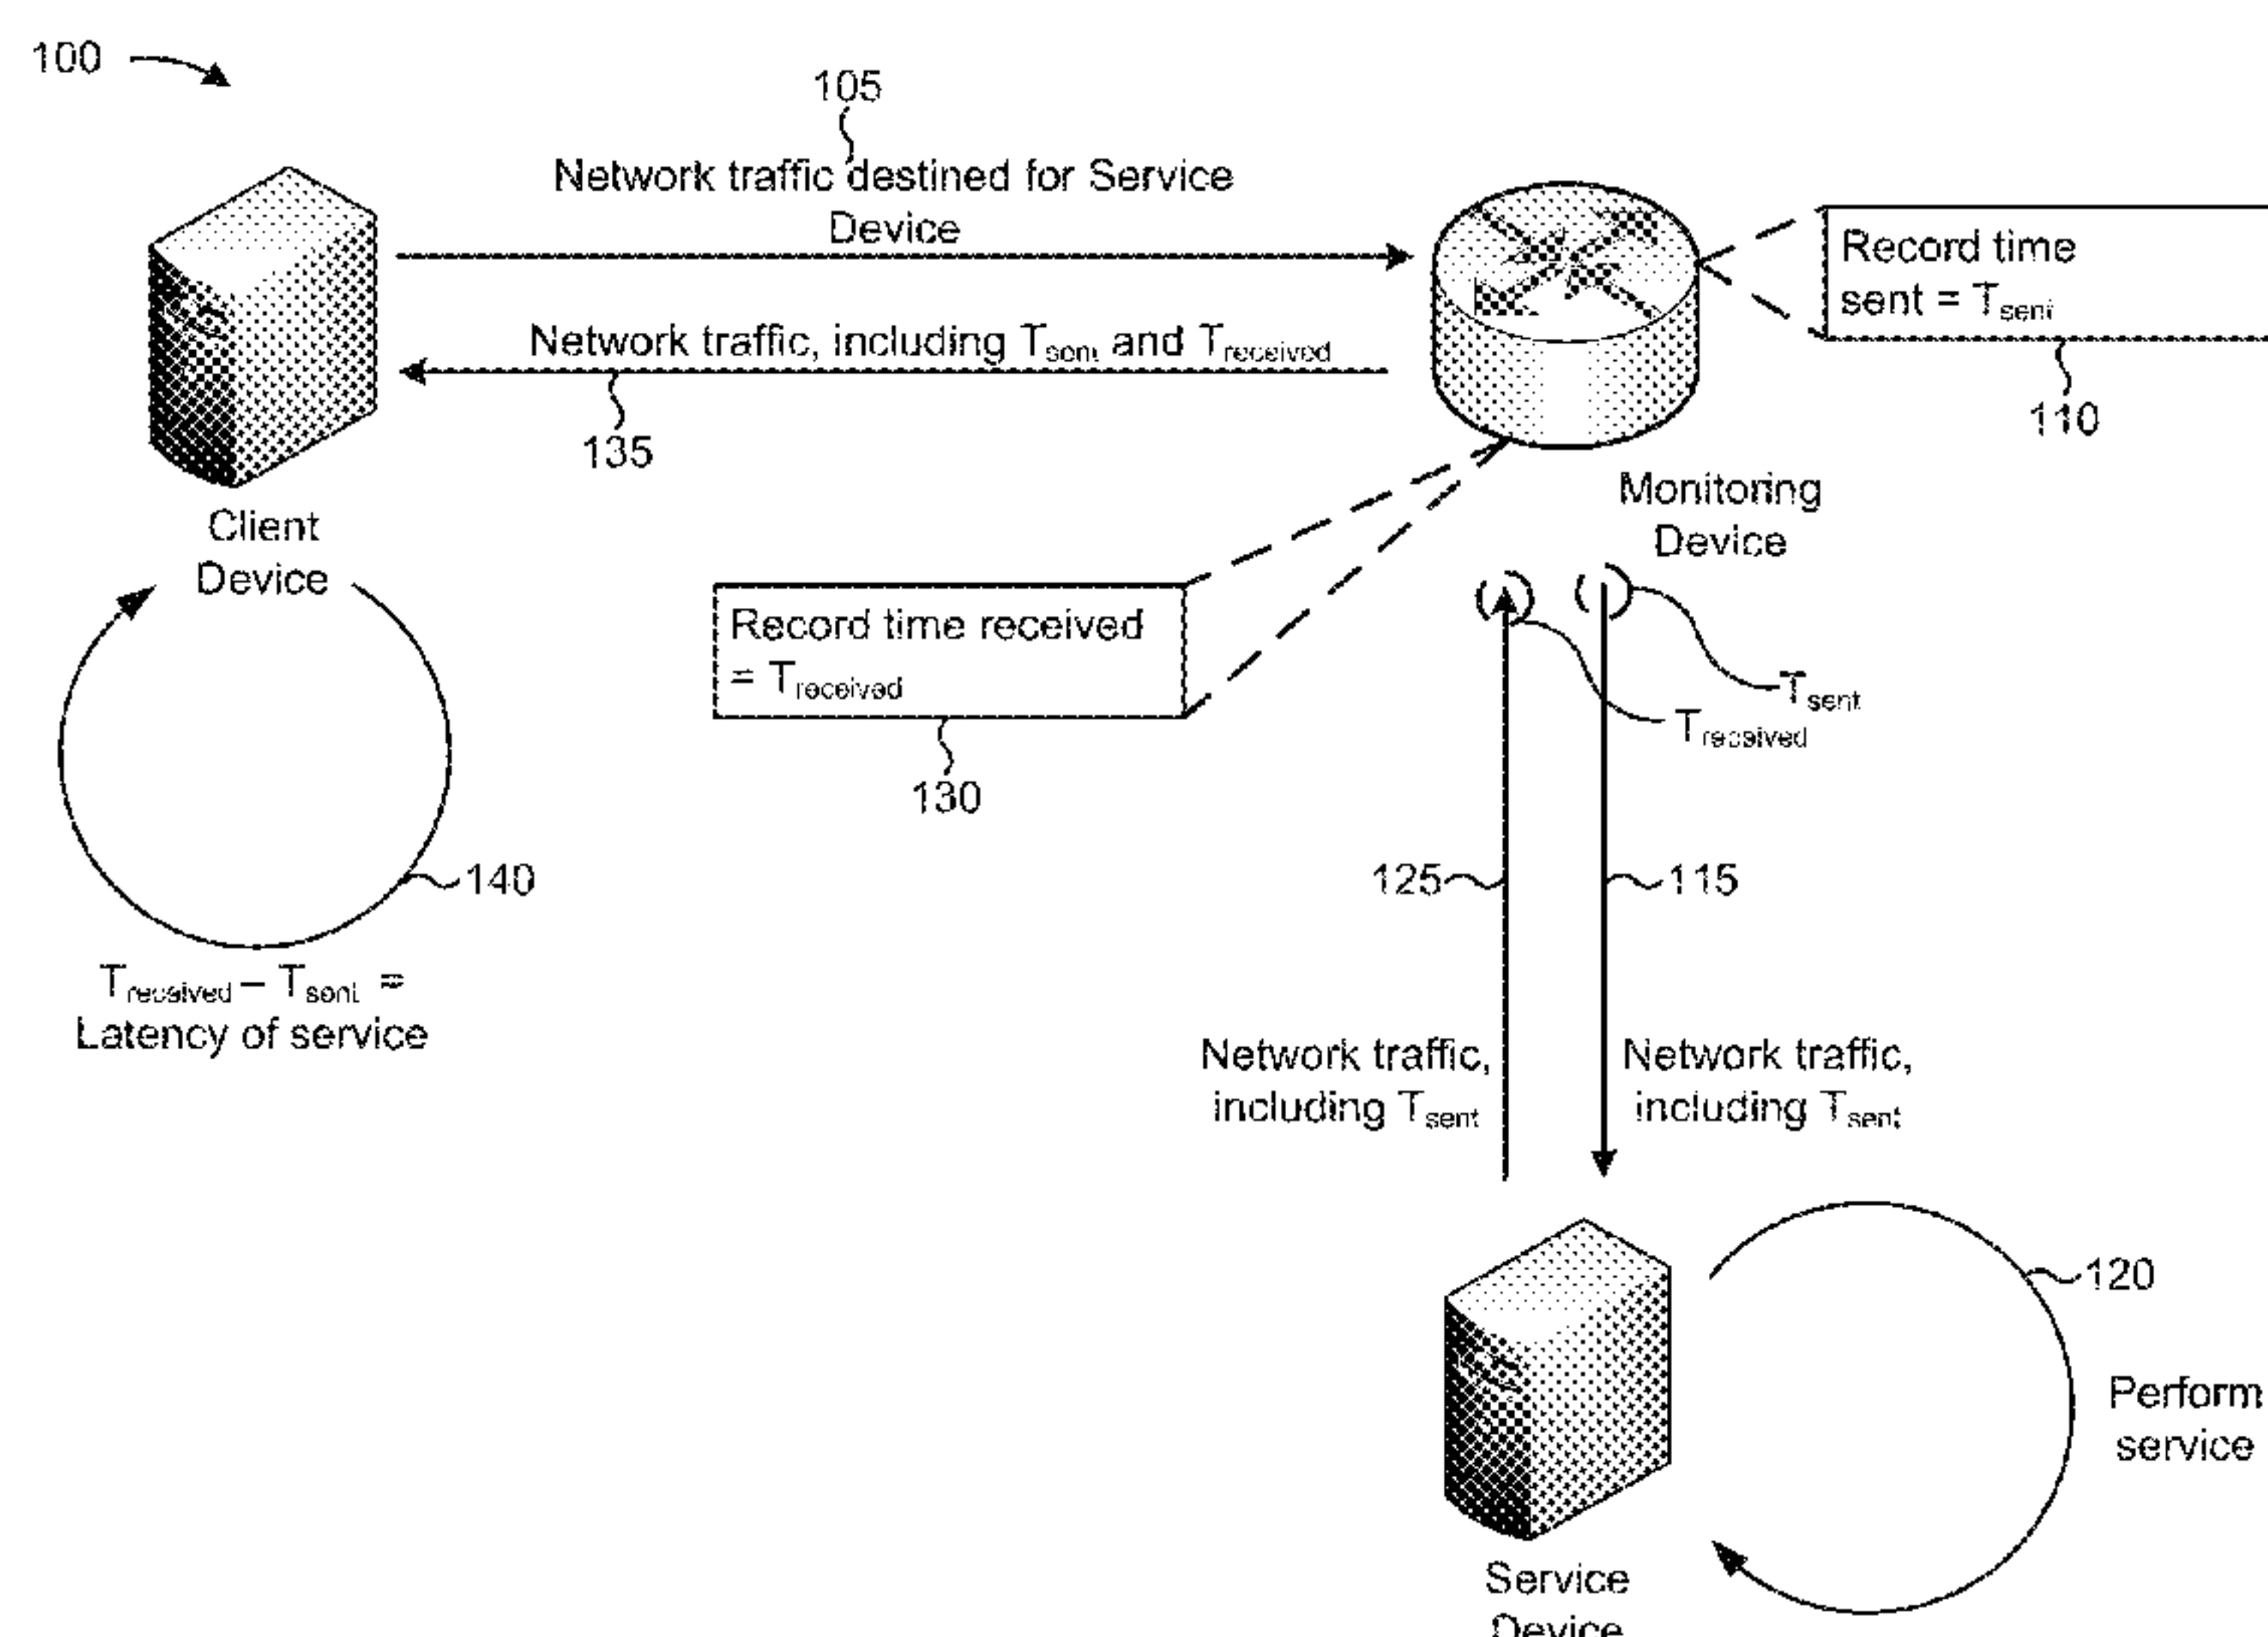 100
105
Network traffic destined for Service
Device
Record time
sent = Tsent
110
Network traffic, including Tsent and Treceived
135
Client
Device
Monitoring
Device
Record time received
= Treceived
130
Tsent
Treceived
125
115
140
Treceived – Tsent =
Latency of service
Network traffic,
including Tsent
Network traffic,
including Tsent
120
Perform
service
Service
Device